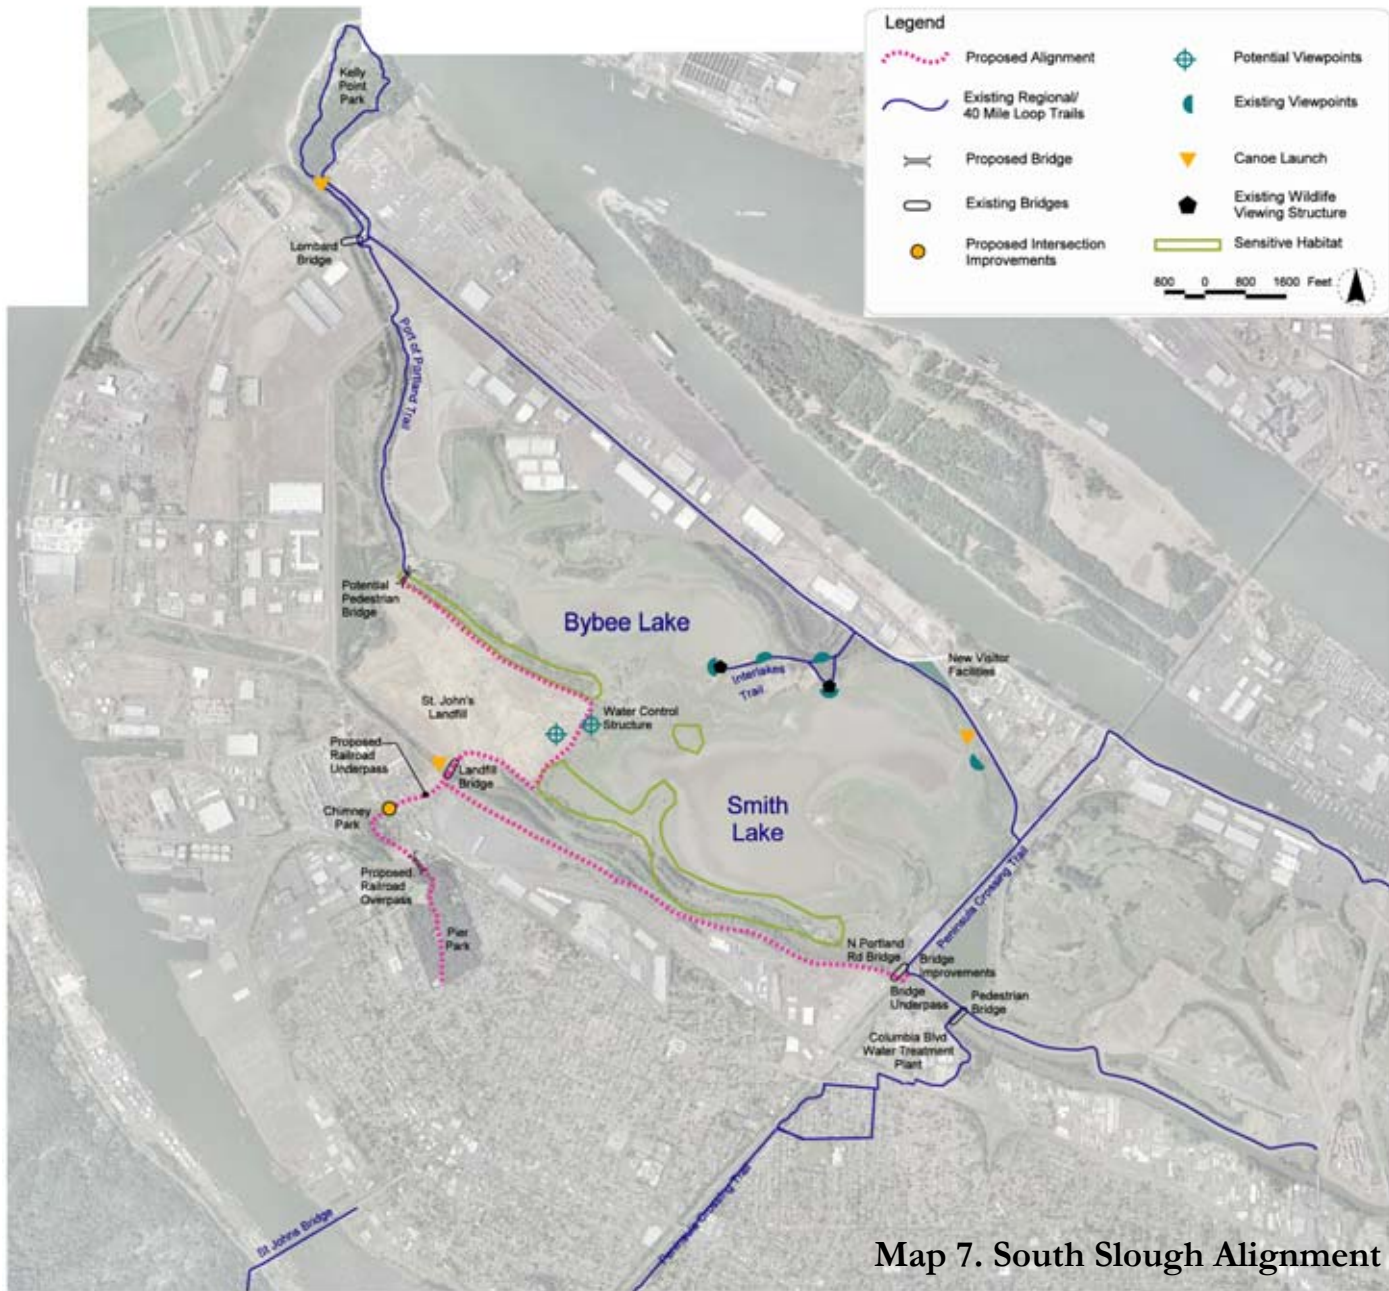 Legend
Proposed Alignment
Potential Viewpoints
Existing Regional/
40 Mile Loop Trails
Existing Viewpoints
Proposed Bridge
Canoe Launch
Existing Bridges
Existing Wildlife
Viewing Structure
Proposed Intersection
Improvements
Sensitive Habitat
800 0 800 1600 Feet
Kelly
Point
Park
Lombard
Bridge
Port of Portland Trail
Potential
Pedestrian
Bridge
Bybee Lake
Interlakes
Trail
New Visitor
Facilities
St. John's
Landfill
Water Control
Structure
Proposed
Railroad
Underpass
Landfill
Bridge
Chimney
Park
Smith
Lake
Proposed
Railroad
Overpass
Pier
Park
Peninsula Crossing Trail
N Portland
Rd Bridge
Bridge
Improvements
Bridge
Underpass
Pedestrian
Bridge
Columbia Blvd
Water Treatment
Plant
Peninsula Crossing Trail
St Johns Bridge
Map 7. South Slough Alignment